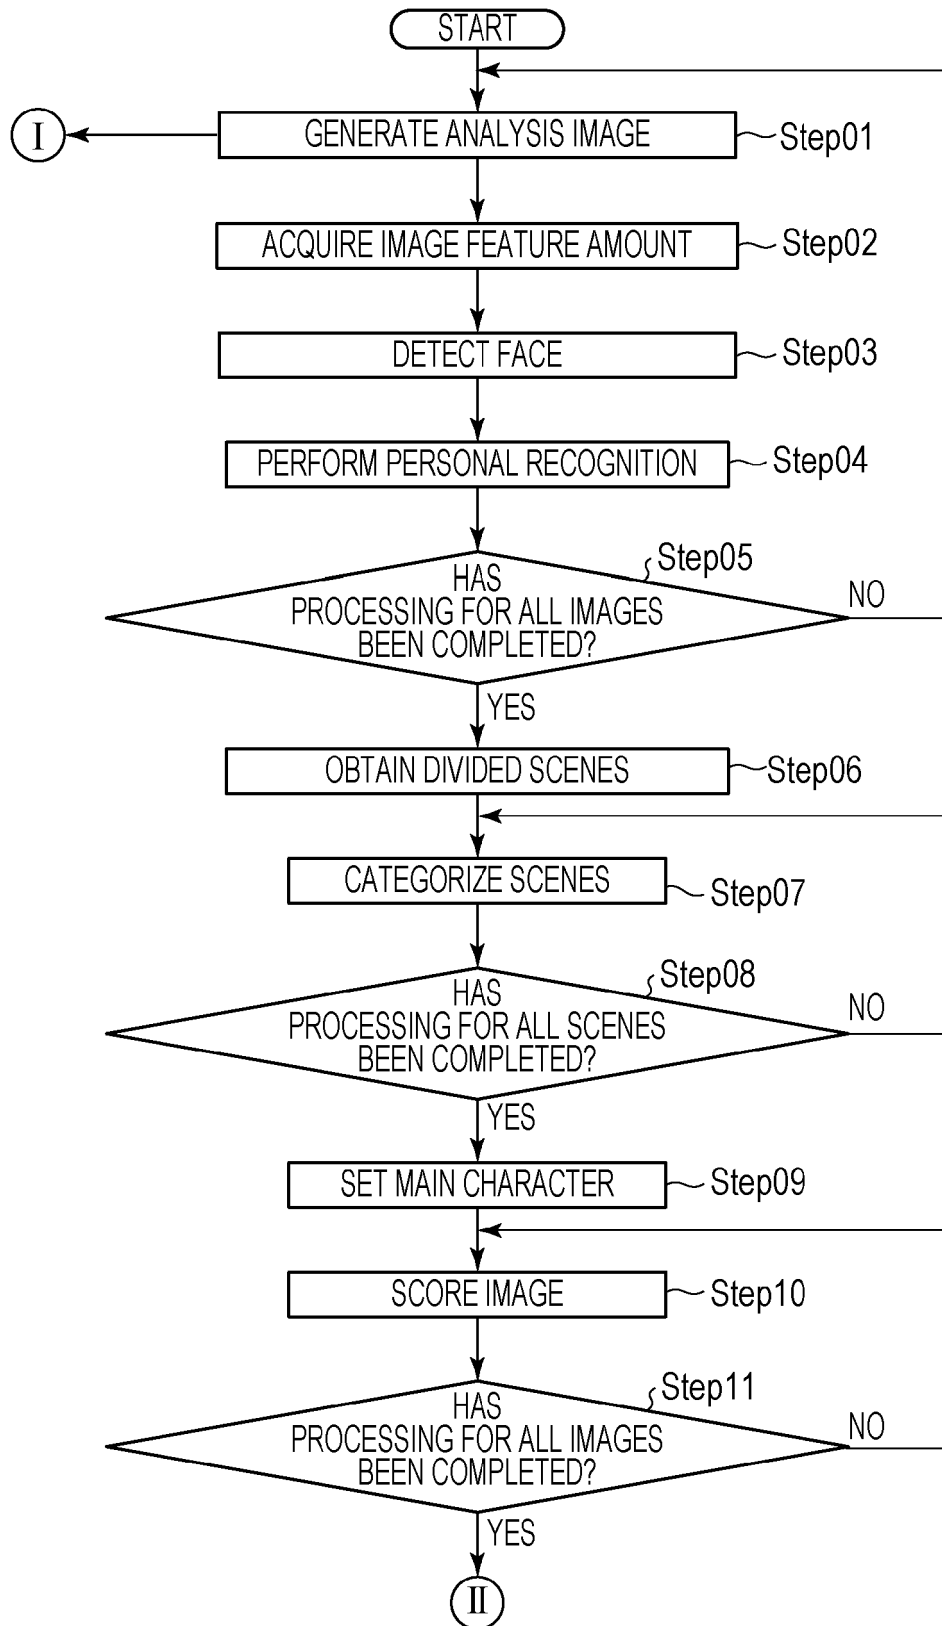 START
I
GENERATE ANALYSIS IMAGE
Step01
ACQUIRE IMAGE FEATURE AMOUNT
Step02
DETECT FACE
Step03
PERFORM PERSONAL RECOGNITION
Step04
Step05
HAS
PROCESSING FOR ALL IMAGES
BEEN COMPLETED?
NO
YES
OBTAIN DIVIDED SCENES
Step06
CATEGORIZE SCENES
Step07
Step08
HAS
PROCESSING FOR ALL SCENES
BEEN COMPLETED?
NO
YES
SET MAIN CHARACTER
Step09
SCORE IMAGE
Step10
Step11
HAS
PROCESSING FOR ALL IMAGES
BEEN COMPLETED?
NO
YES
II